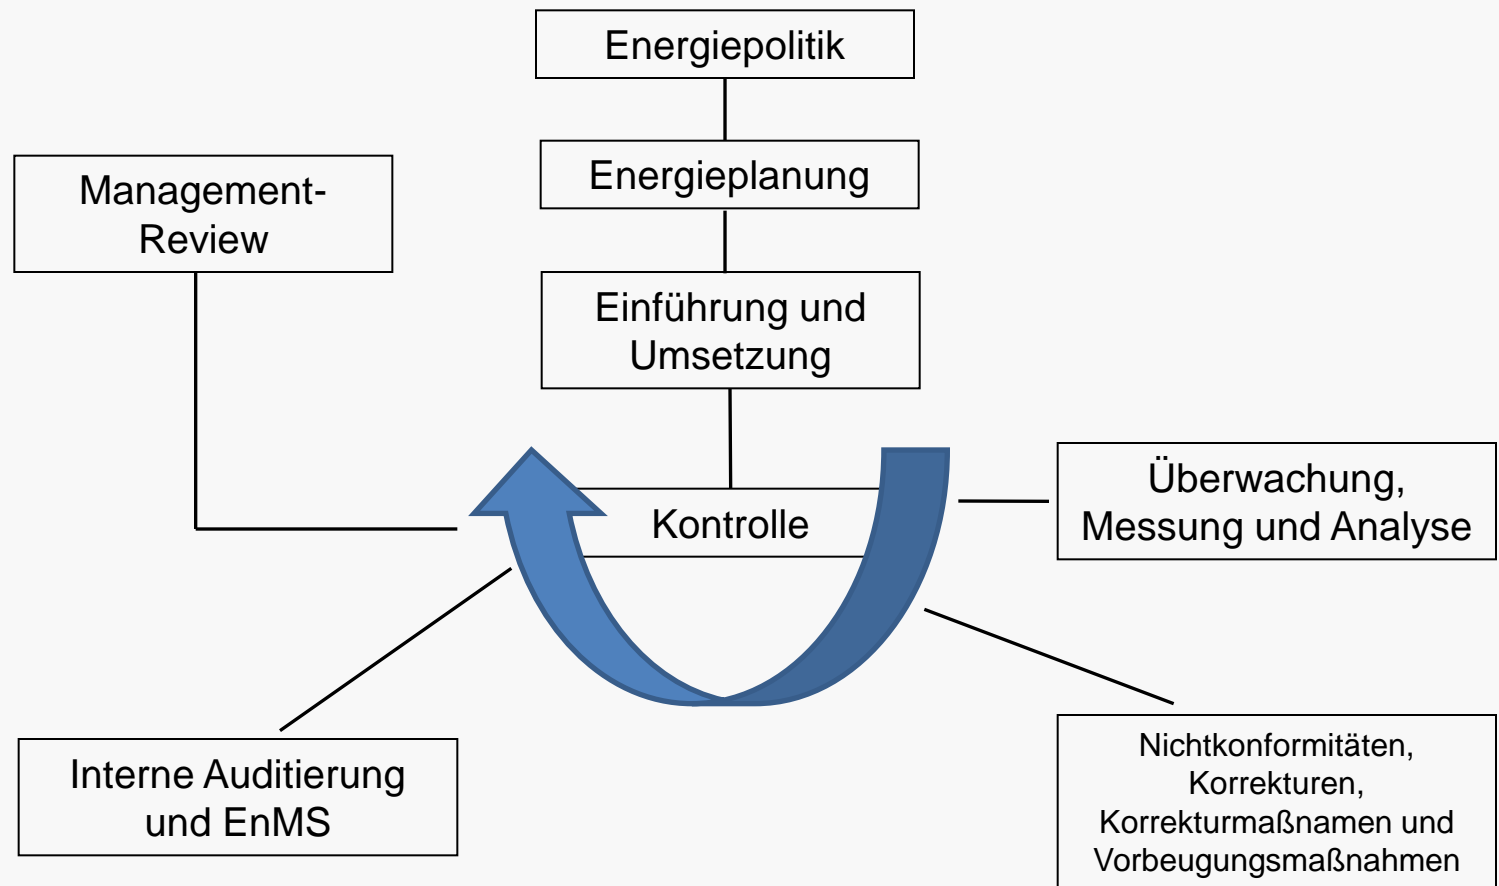 Energiepolitik
Energieplanung
Management-
Review
Einführung und
Umsetzung
Kontrolle
Überwachung,
Messung und Analyse
Interne Auditierung
und EnMS
Nichtkonformitäten,
Korrekturen,
Korrekturmaßnamen und
Vorbeugungsmaßnahmen